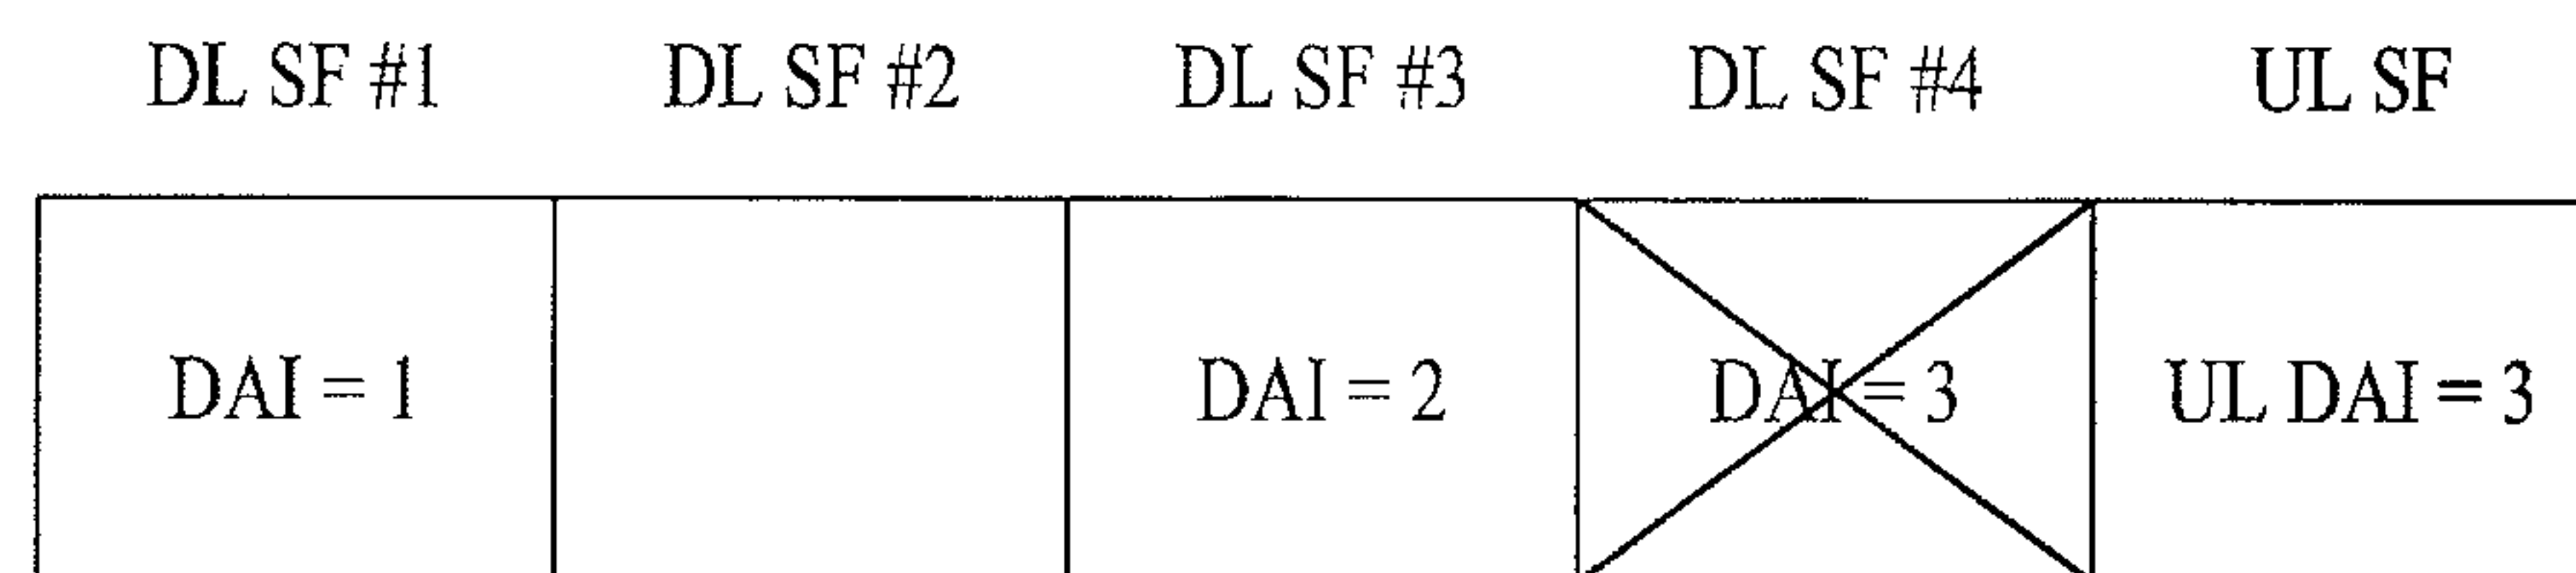 DL SF #1 DL SF #2 DL SF #3 DL SF #4 UL SF
DAI = 1 DAI = 2 DAI = 3 UL DAI = 3